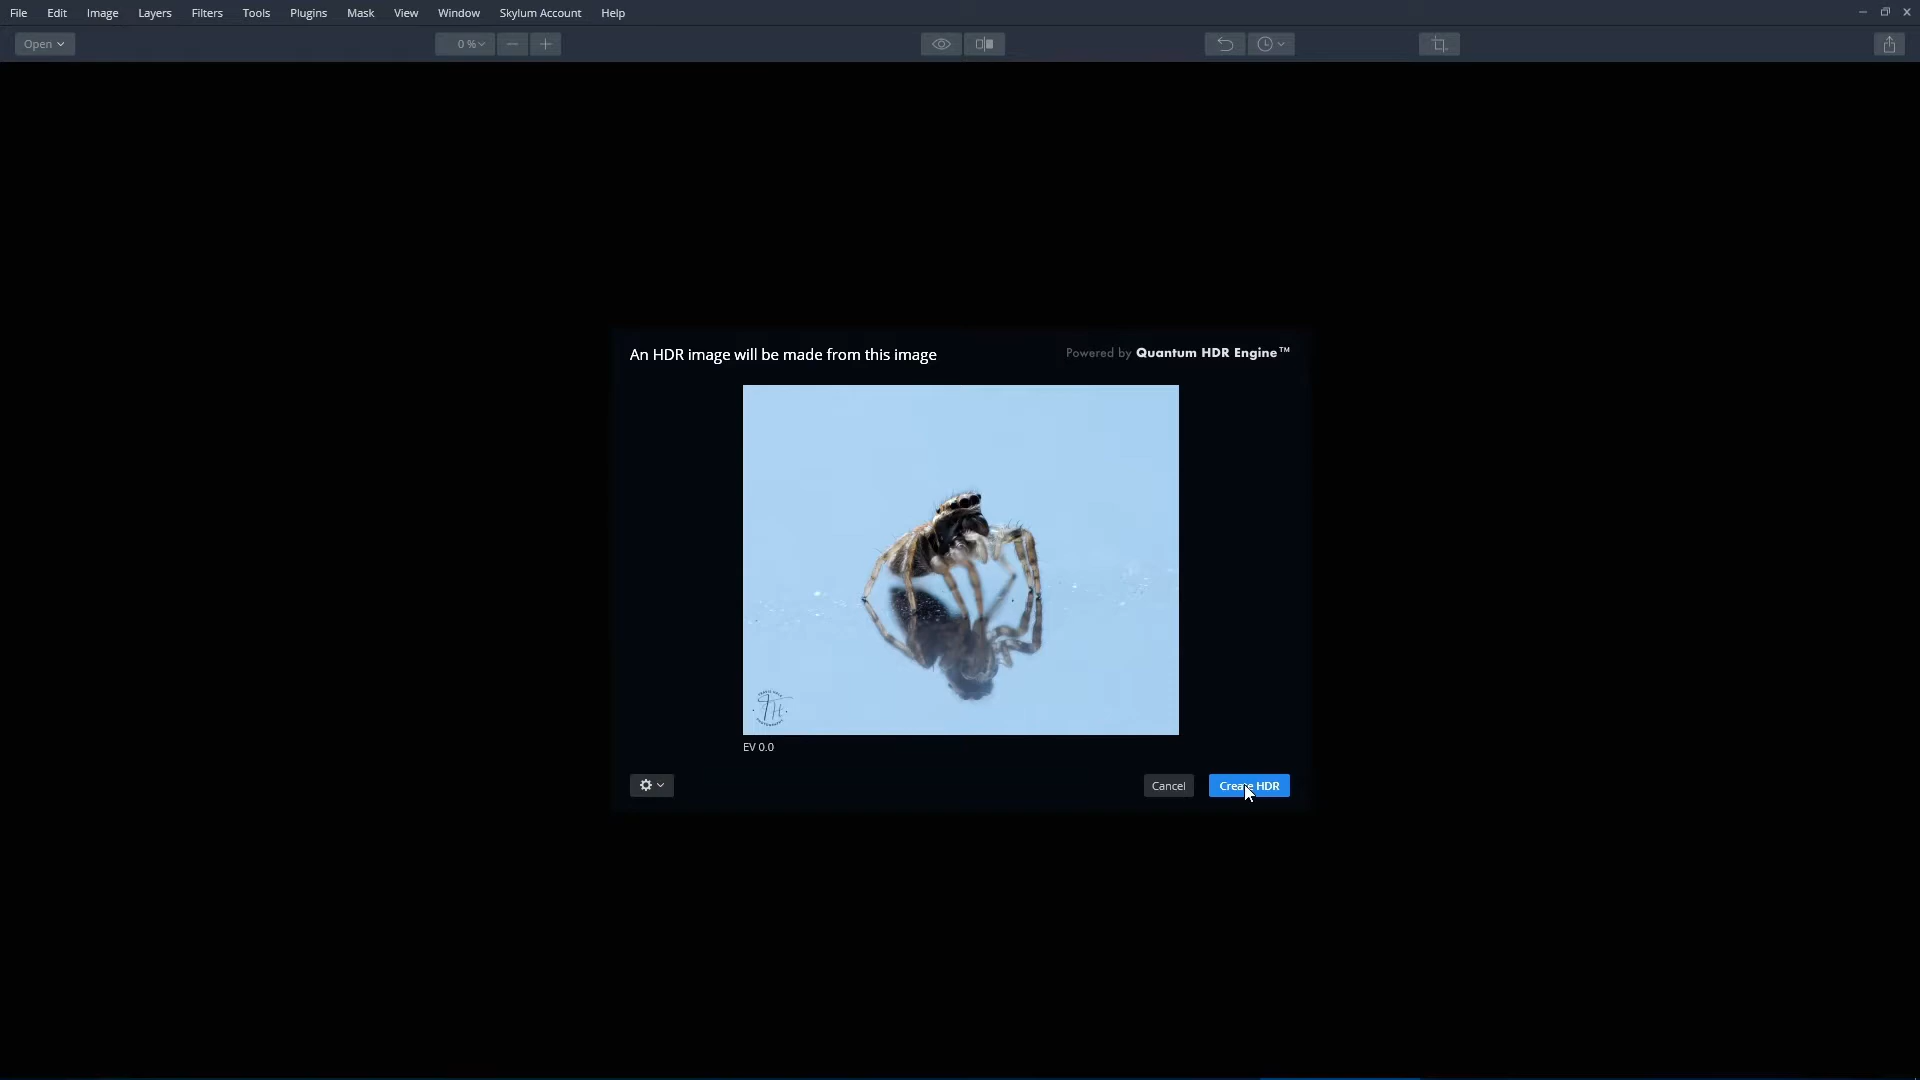 File Edit Image Layers Filters Tools Plugins Mask View Window Skylum Account Help
Open 0 %
An HDR image will be made from this image
Powered by Quantum HDR Engine™
TH
EV 0.0
Cancel Create HDR